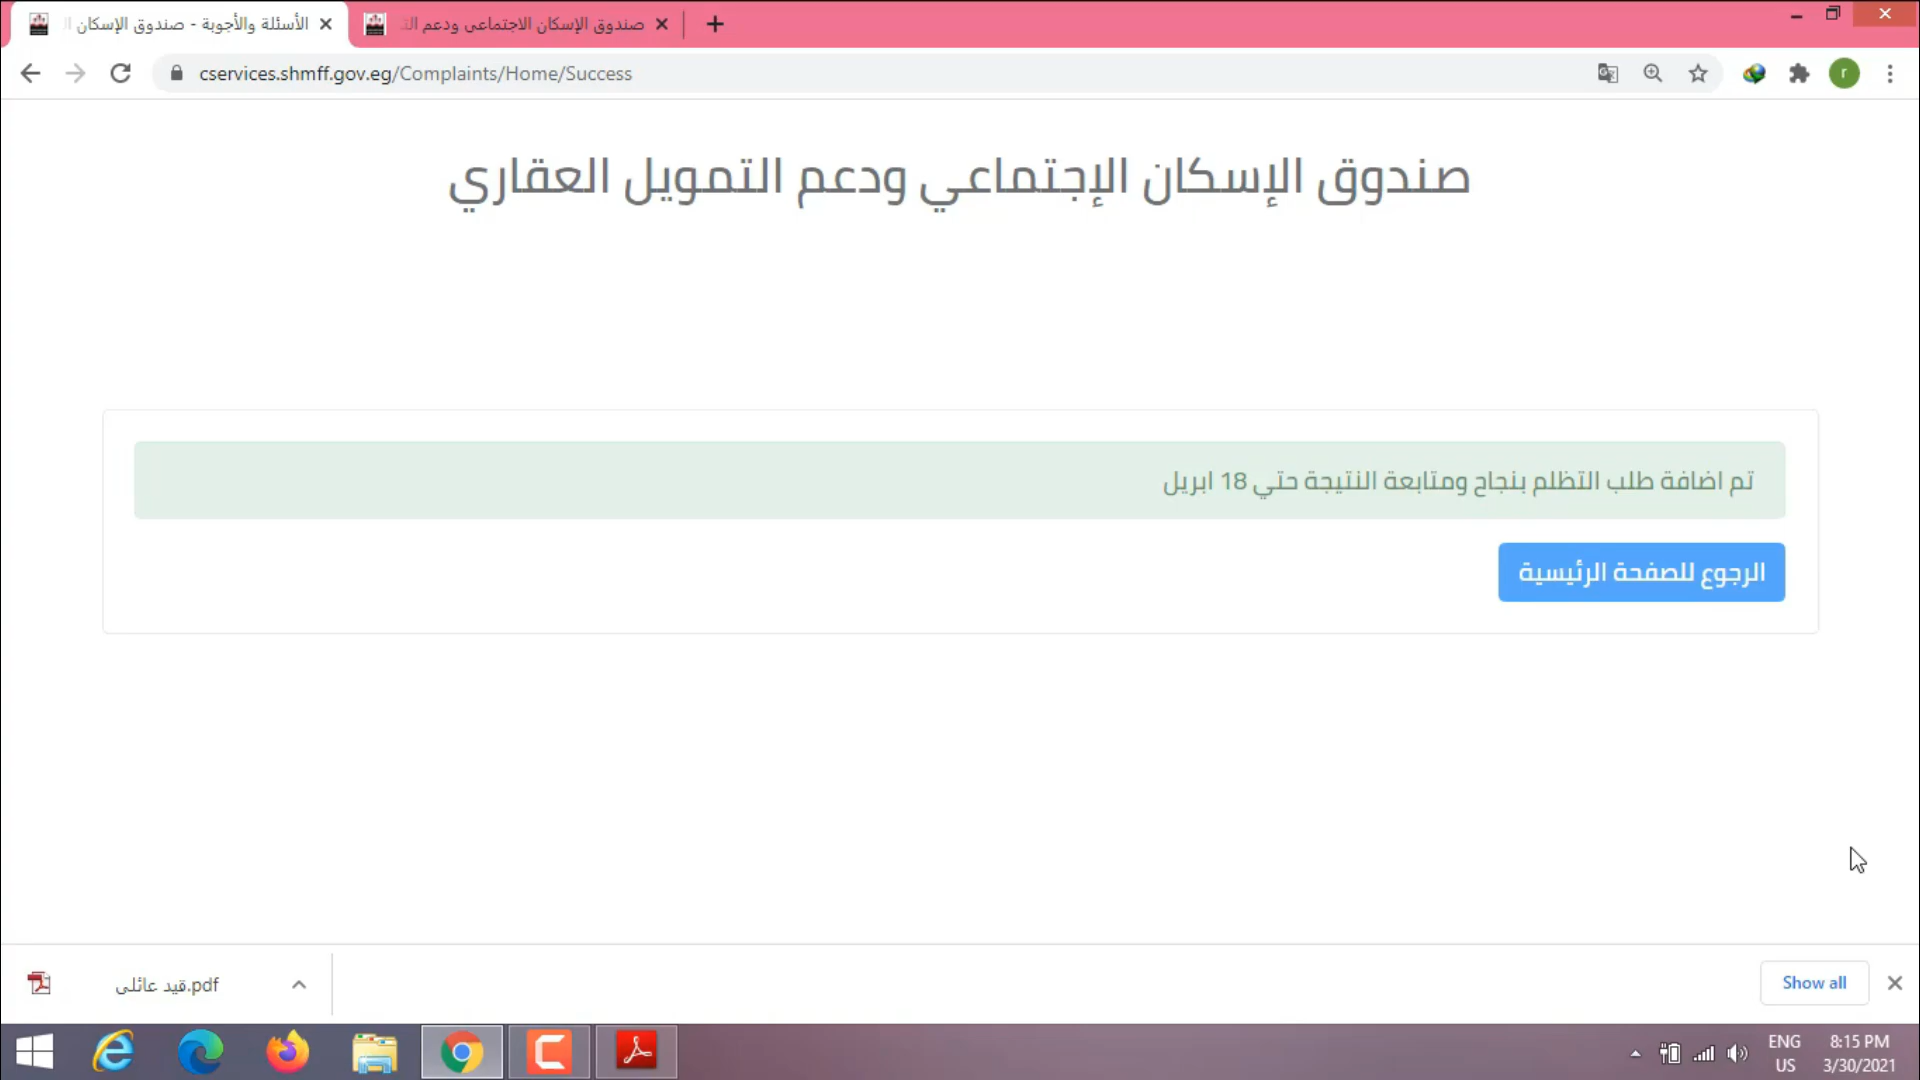 الأسئلة والأجوبة - صندوق الإسكان ا
صندوق الإسكان الاجتماعى ودعم الت
cservices.shmff.gov.eg/Complaints/Home/Success
r
صندوق الإسكان الإجتماعي ودعم التمويل العقاري
تم اضافة طلب التظلم بنجاح ومتابعة النتيجة حتي 18 ابريل
الرجوع للصفحة الرئيسية
قيد عائلى.pdf
Show all
ENG
8:15 PM
US
3/30/2021